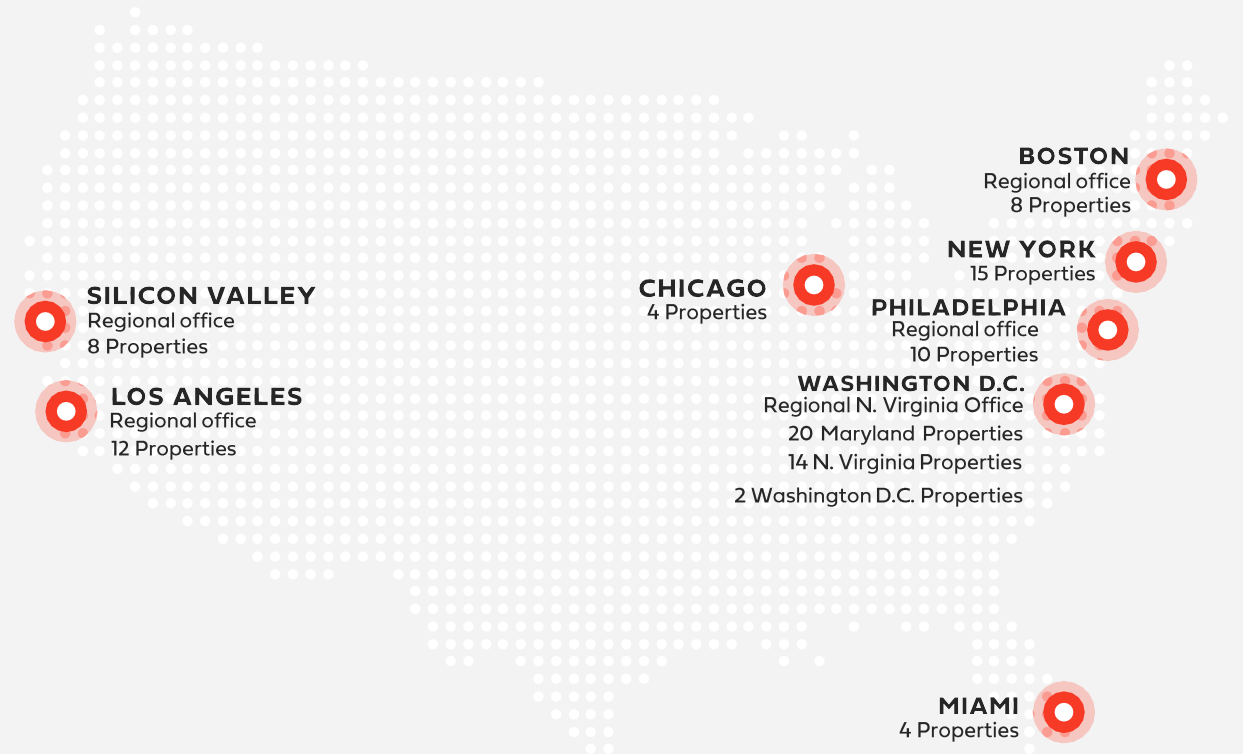 BOSTON
Regional office
8 Properties
NEW YORK
15 Properties
SILICON VALLEY
Regional office
8 Properties
CHICAGO
4 Properties
PHILADELPHIA
Regional office
10 Properties
LOS ANGELES
Regional office
12 Properties
WASHINGTON D.C.
Regional N. Virginia Office
20 Maryland Properties
14 N. Virginia Properties
2 Washington D.C. Properties
MIAMI
4 Properties